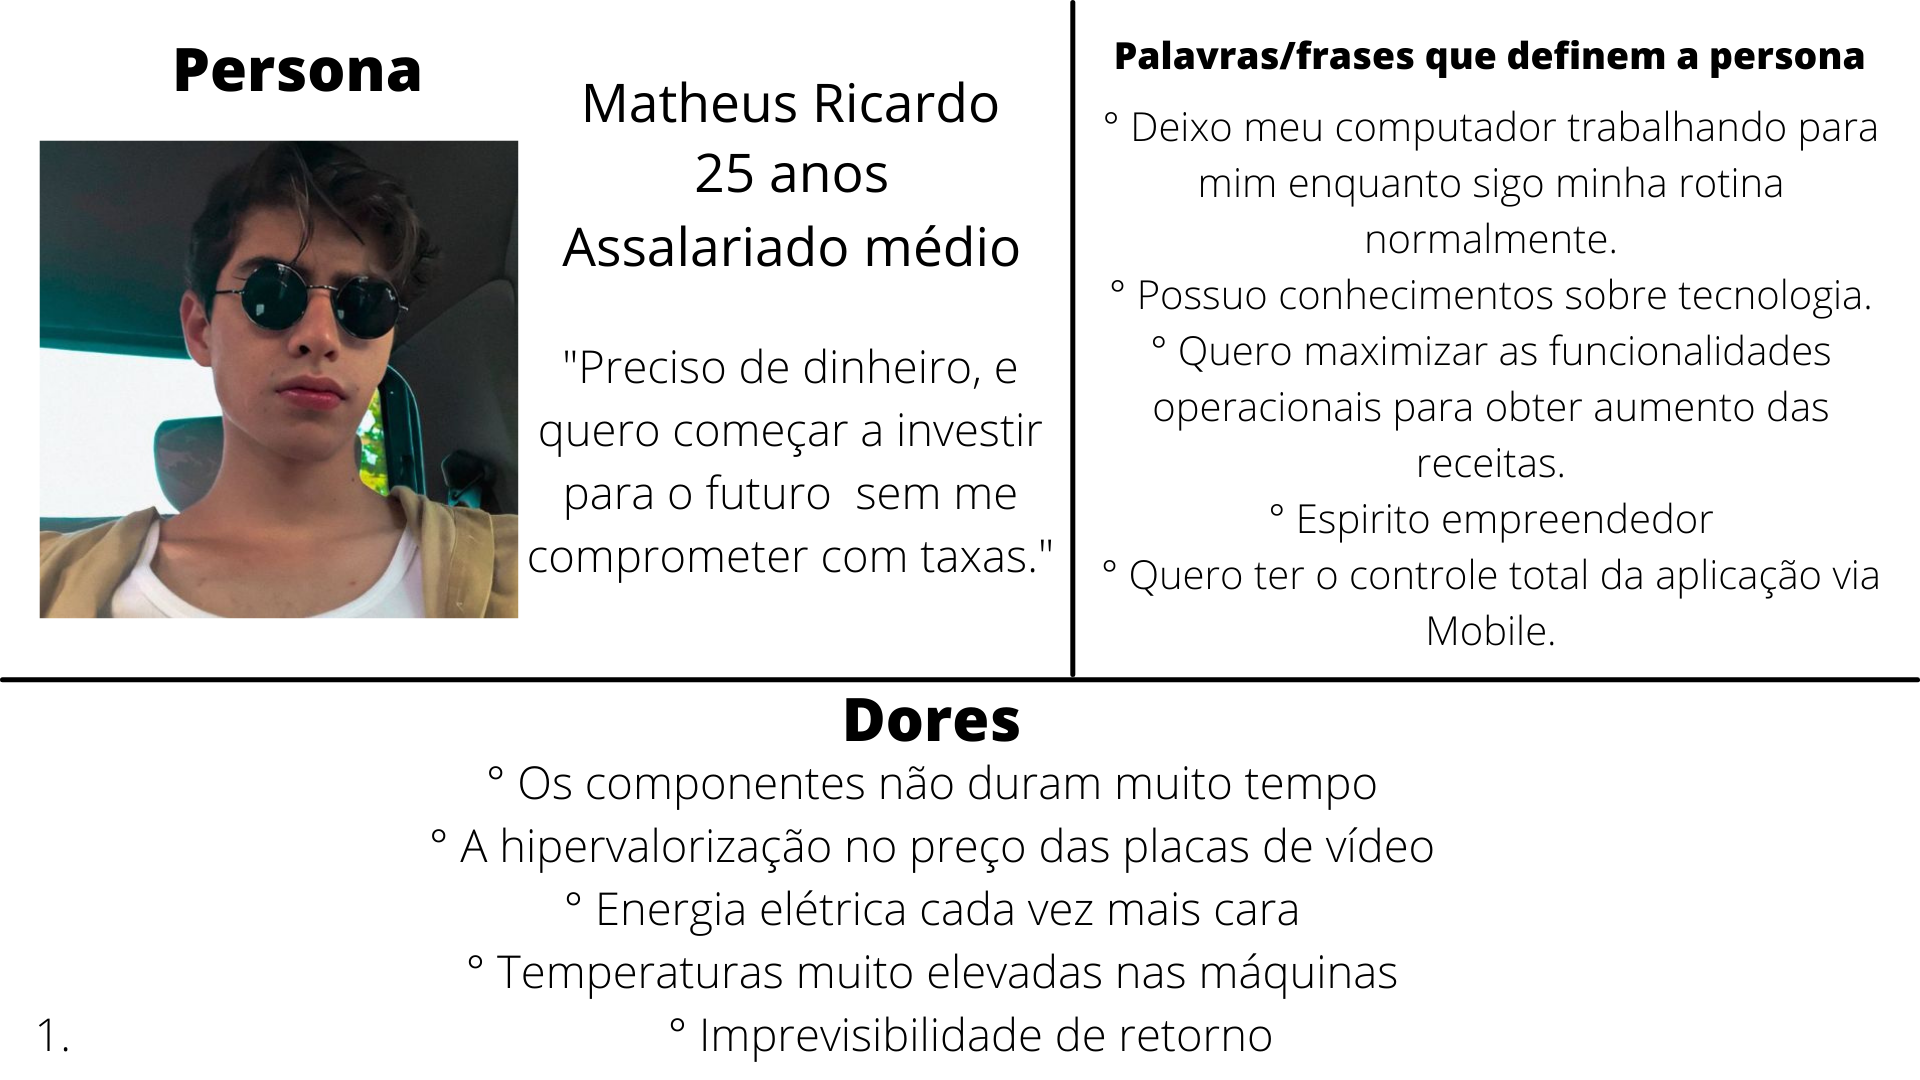 Persona
Matheus Ricardo
25 anos
Assalariado médio
"Preciso de dinheiro, e
quero começar a investir
para o futuro  sem me
comprometer com taxas."
Palavras/frases que definem a persona
° Deixo meu computador trabalhando para
mim enquanto sigo minha rotina
normalmente.
° Possuo conhecimentos sobre tecnologia.
° Quero maximizar as funcionalidades
operacionais para obter aumento das
receitas.
° Espirito empreendedor
° Quero ter o controle total da aplicação via
Mobile.
Dores
° Os componentes não duram muito tempo
° A hipervalorização no preço das placas de vídeo
° Energia elétrica cada vez mais cara
° Temperaturas muito elevadas nas máquinas
° Imprevisibilidade de retorno
1.